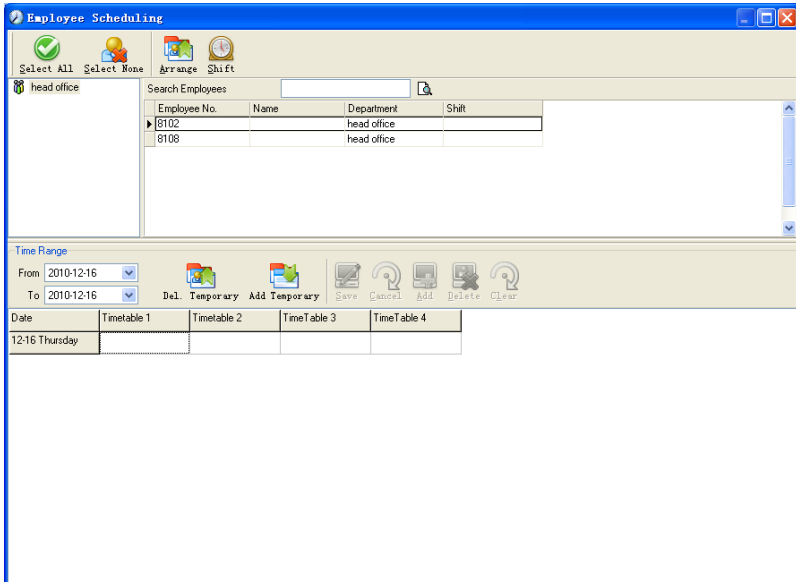 Employee Scheduling
Select All Select None Arrange Shift
head office
Search Employees
Employee No. Name Department Shift
8102 head office
8108 head office
Time Range
From 2010-12-16
To 2010-12-16
Del. Temporary Add Temporary Save Cancel Add Delete Clear
Date Timetable 1 Timetable 2 TimeTable 3 TimeTable 4
12-16 Thursday